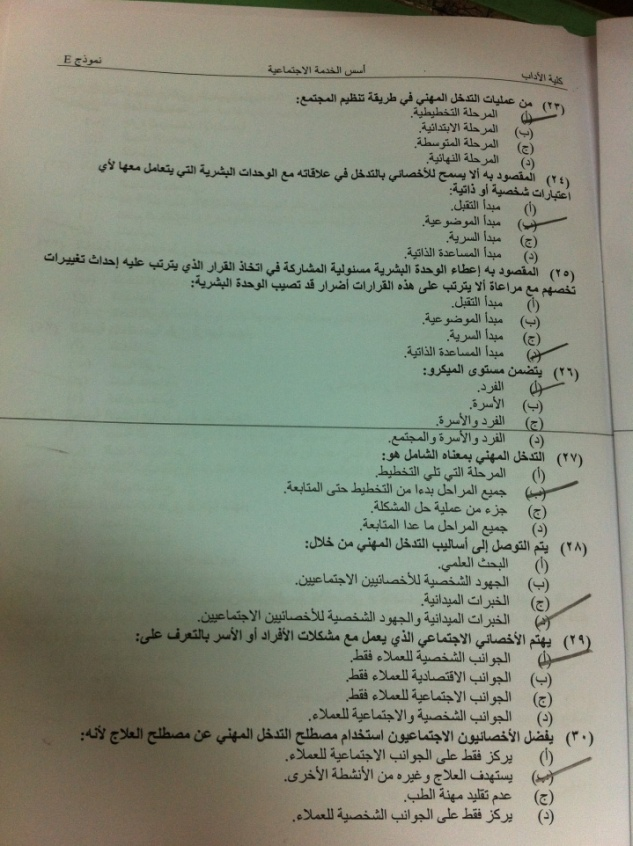 كلية الآداب أسس الخدمة الاجتماعية نموذج E
(٢٣) من عمليات التدخل المهني في طريقة تنظيم المجتمع:
(أ) المرحلة التخطيطية.
(ب) المرحلة الابتدائية.
(ج) المرحلة المتوسطة.
(د) المرحلة النهائية.
(٢٤) المقصود به ألا يسمح للأخصائي بالتدخل في علاقاته مع الوحدات البشرية التي يتعامل معها لأي
اعتبارات شخصية أو ذاتية:
(أ) مبدأ التقبل.
(ب) مبدأ الموضوعية.
(ج) مبدأ السرية.
(د) مبدأ المساعدة الذاتية.
(٢٥) المقصود به إعطاء الوحدة البشرية مسئولية المشاركة في اتخاذ القرار الذي يترتب عليه إحداث تغييرات
تخصهم مع مراعاة ألا يترتب على هذه القرارات أضرار قد تصيب الوحدة البشرية:
(أ) مبدأ التقبل.
(ب) مبدأ الموضوعية.
(ج) مبدأ السرية.
(د) مبدأ المساعدة الذاتية.
(٢٦) يتضمن مستوى الميكرو:
(أ) الفرد.
(ب) الأسرة.
(ج) الفرد والأسرة.
(د) الفرد والأسرة والمجتمع.
(٢٧) التدخل المهني بمعناه الشامل هو:
(أ) المرحلة التي تلي التخطيط.
(ب) جميع المراحل بدءا من التخطيط حتى المتابعة.
(ج) جزء من عملية حل المشكلة.
(د) جميع المراحل ما عدا المتابعة.
(٢٨) يتم التوصل إلى أساليب التدخل المهني من خلال:
(أ) البحث العلمي.
(ب) الجهود الشخصية للأخصائيين الاجتماعيين.
(ج) الخبرات الميدانية.
(د) الخبرات الميدانية والجهود الشخصية للأخصائيين الاجتماعيين.
(٢٩) يهتم الأخصائي الاجتماعي الذي يعمل مع مشكلات الأفراد أو الأسر بالتعرف على:
(أ) الجوانب الشخصية للعملاء فقط.
(ب) الجوانب الاقتصادية للعملاء فقط.
(ج) الجوانب الاجتماعية للعملاء فقط.
(د) الجوانب الشخصية والاجتماعية للعملاء.
(٣٠) يفضل الأخصائيون الاجتماعيون استخدام مصطلح التدخل المهني عن مصطلح العلاج لأنه:
(أ) يركز فقط على الجوانب الاجتماعية للعملاء.
(ب) يستهدف العلاج وغيره من الأنشطة الأخرى.
(ج) عدم تقليد مهنة الطب.
(د) يركز فقط على الجوانب الشخصية للعملاء.